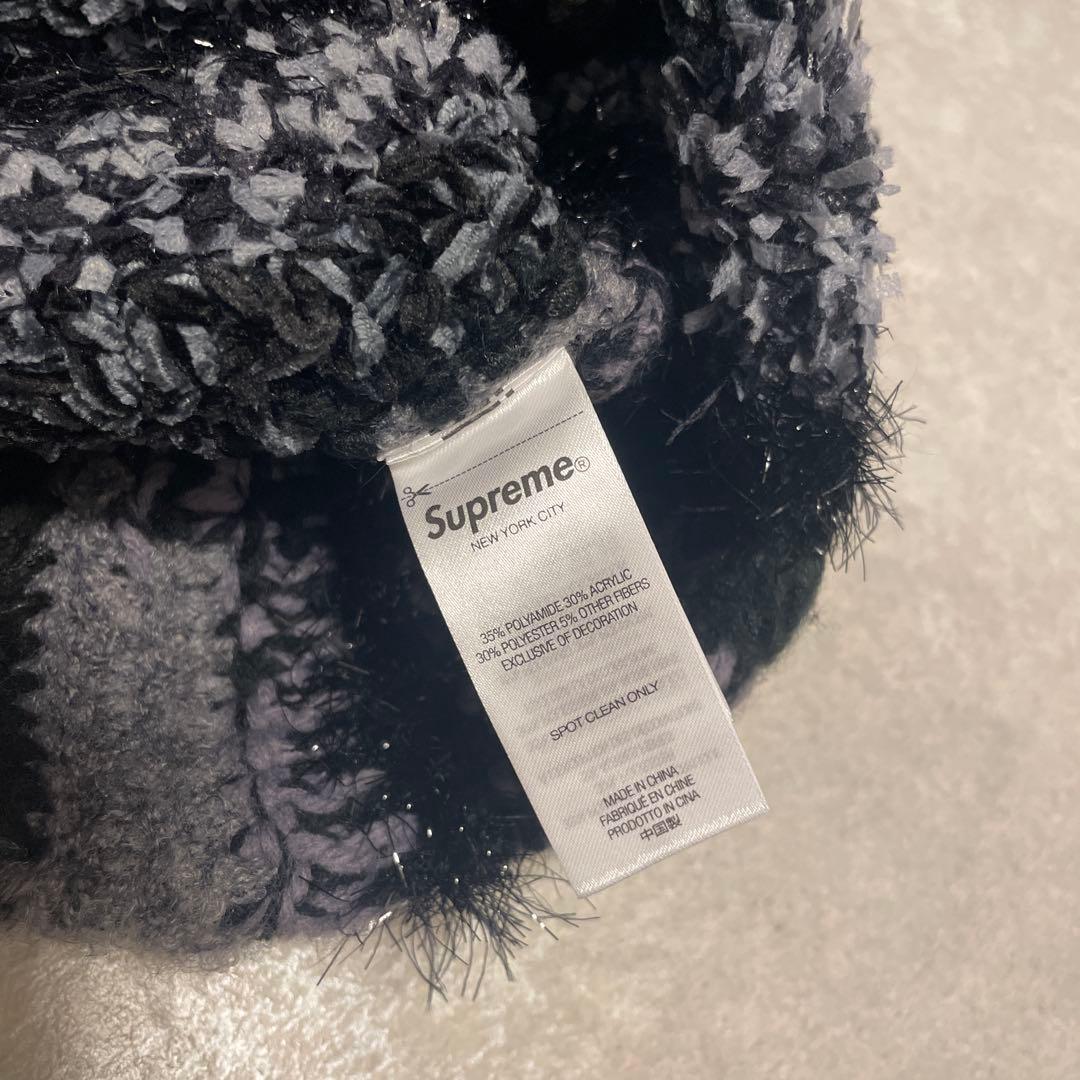 Supreme®
NEW YORK CITY
35% POLYAMIDE 30% ACRYLIC
30% POLYESTER 5% OTHER FIBERS
EXCLUSIVE OF DECORATION
SPOT CLEAN ONLY
MADE IN CHINA
FABRIQUÉ EN CHINE
PRODOTTO IN CINA
中国製